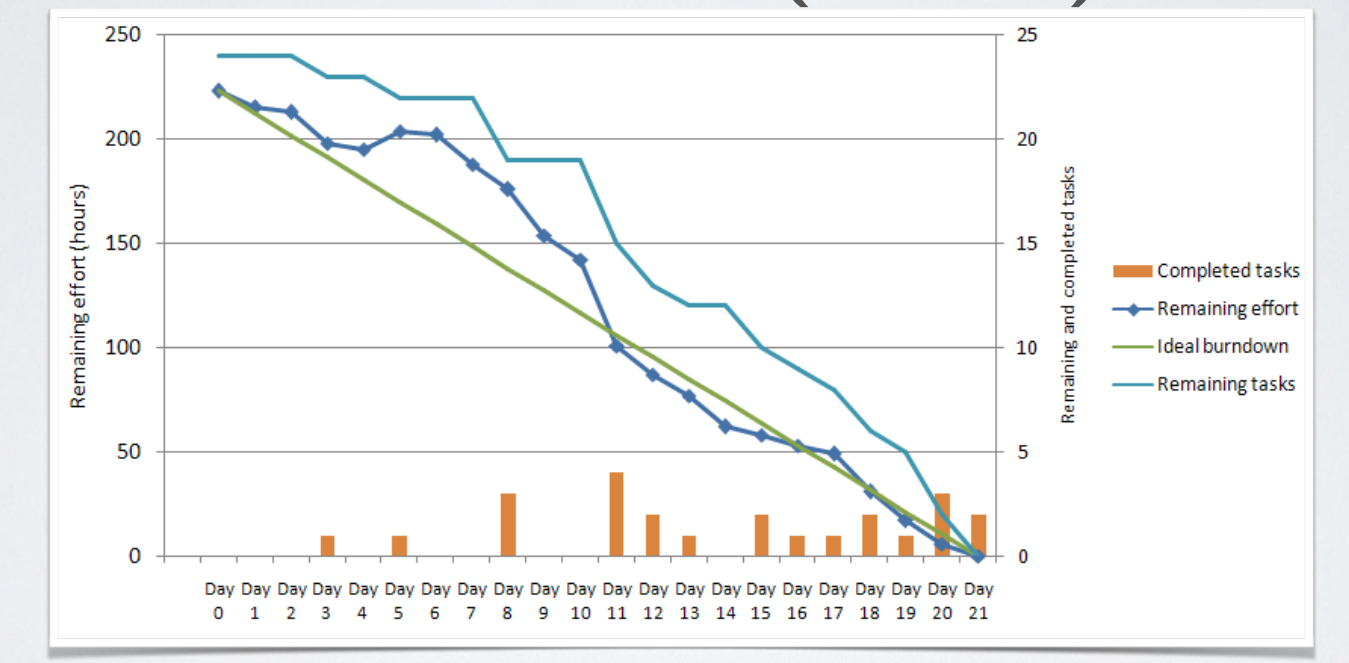 250
200
150
100
50
0
Remaining effort (hours)
25
20
15
10
5
0
Remaining and completed tasks
Day 0 Day 1 Day 2 Day 3 Day 4 Day 5 Day 6 Day 7 Day 8 Day 9 Day 10 Day 11 Day 12 Day 13 Day 14 Day 15 Day 16 Day 17 Day 18 Day 19 Day 20 Day 21
Completed tasks
Remaining effort
Ideal burndown
Remaining tasks